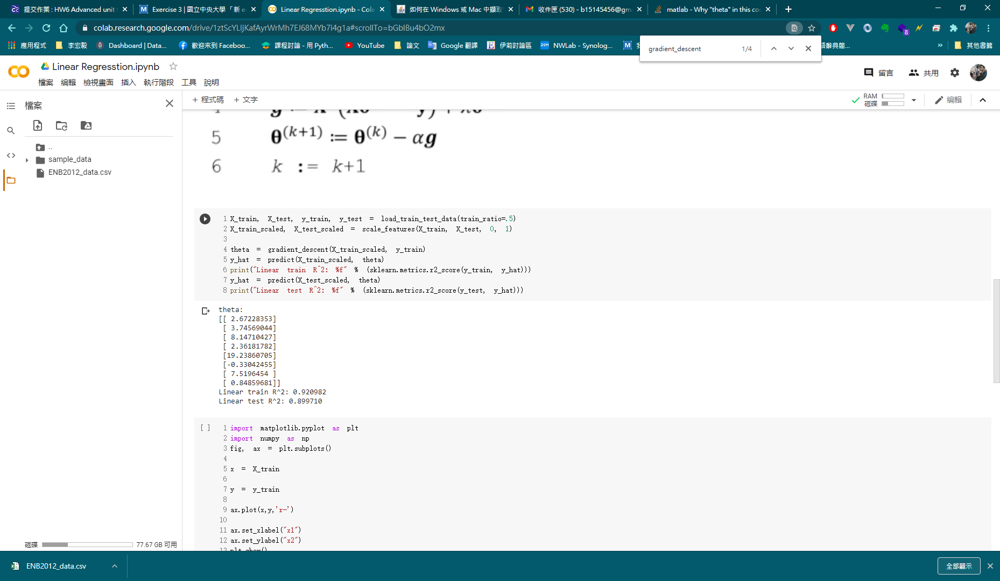 提交作業 : HW6 Advanced unit
Exercise 3 | 國立中央大學「 新 e
Linear Regresstion.ipynb - Cola
如何在 Windows 或 Mac 中擷取
收件匣 (530) - b15145456@gm
matlab - Why "theta" in this co
colab.research.google.com/drive/1ztScYLIjKafAyrWrMh7EJ68MYb7i4g1a#scrollTo=bGblBu4bO2mx
8
應用程式
李宏毅
Dashboard | Data...
歡迎來到 Faceboo...
課程討論 - 用 Pyth...
YouTube
論文
Google 翻譯
伊莉討論區
NWLab - Synolog...
辭典簡...
»
其他書籤
gradient_descent 1/4
Linear Regresstion.ipynb
檔案 編輯 檢視畫面 插入 執行階段 工具 說明
留言 共用
檔案
..
sample_data
ENB2012_data.csv
磁碟 77.67 GB 可用
+ 程式碼 + 文字
RAM
磁碟
編輯
5 θ^(k+1) := θ^(k) − αg
6 k := k+1
1 X_train, X_test, y_train, y_test = load_train_test_data(train_ratio=.5)
2 X_train_scaled, X_test_scaled = scale_features(X_train, X_test, 0, 1)
3
4 theta = gradient_descent(X_train_scaled, y_train)
5 y_hat = predict(X_train_scaled, theta)
6 print("Linear train R^2: %f" % (sklearn.metrics.r2_score(y_train, y_hat)))
7 y_hat = predict(X_test_scaled, theta)
8 print("Linear test R^2: %f" % (sklearn.metrics.r2_score(y_test, y_hat)))
theta:
[[ 2.67228353]
[ 3.74569044]
[ 8.14710427]
[ 2.36181782]
[19.23860705]
[-0.33042455]
[ 7.5196454 ]
[ 0.84859681]]
Linear train R^2: 0.920982
Linear test R^2: 0.899710
[ ]
1 import matplotlib.pyplot as plt
2 import numpy as np
3 fig, ax = plt.subplots()
4
5 x = X_train
6
7 y = y_train
8
9 ax.plot(x,y,'r-')
10
11 ax.set_xlabel("x1")
12 ax.set_ylabel("x2")
13 plt.show()
ENB2012_data.csv
全部顯示